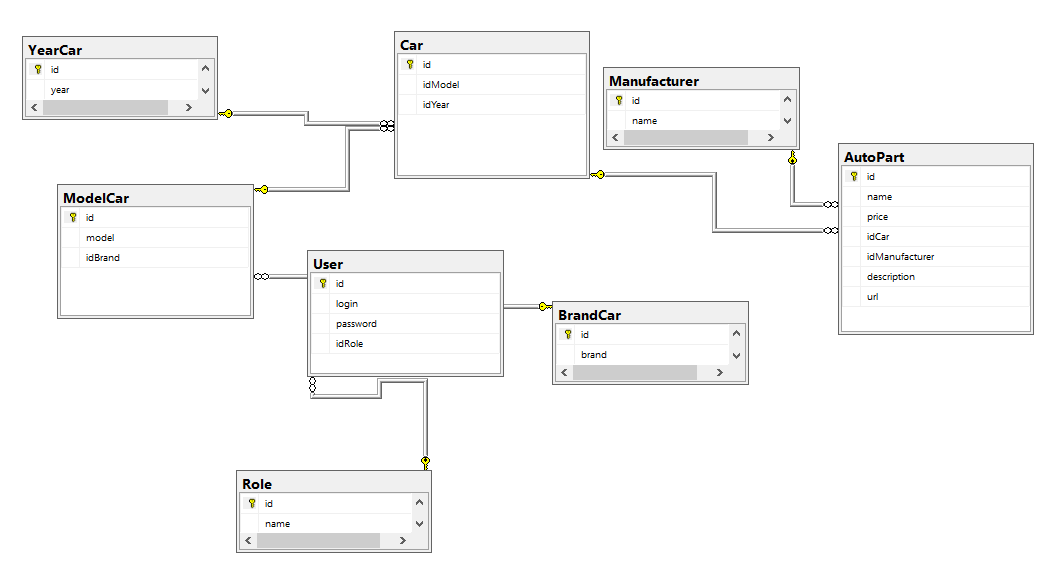 YearCar
id
year
Car
id
idModel
idYear
Manufacturer
id
name
AutoPart
id
name
price
idCar
idManufacturer
description
url
ModelCar
id
model
idBrand
User
id
login
password
idRole
BrandCar
id
brand
Role
id
name